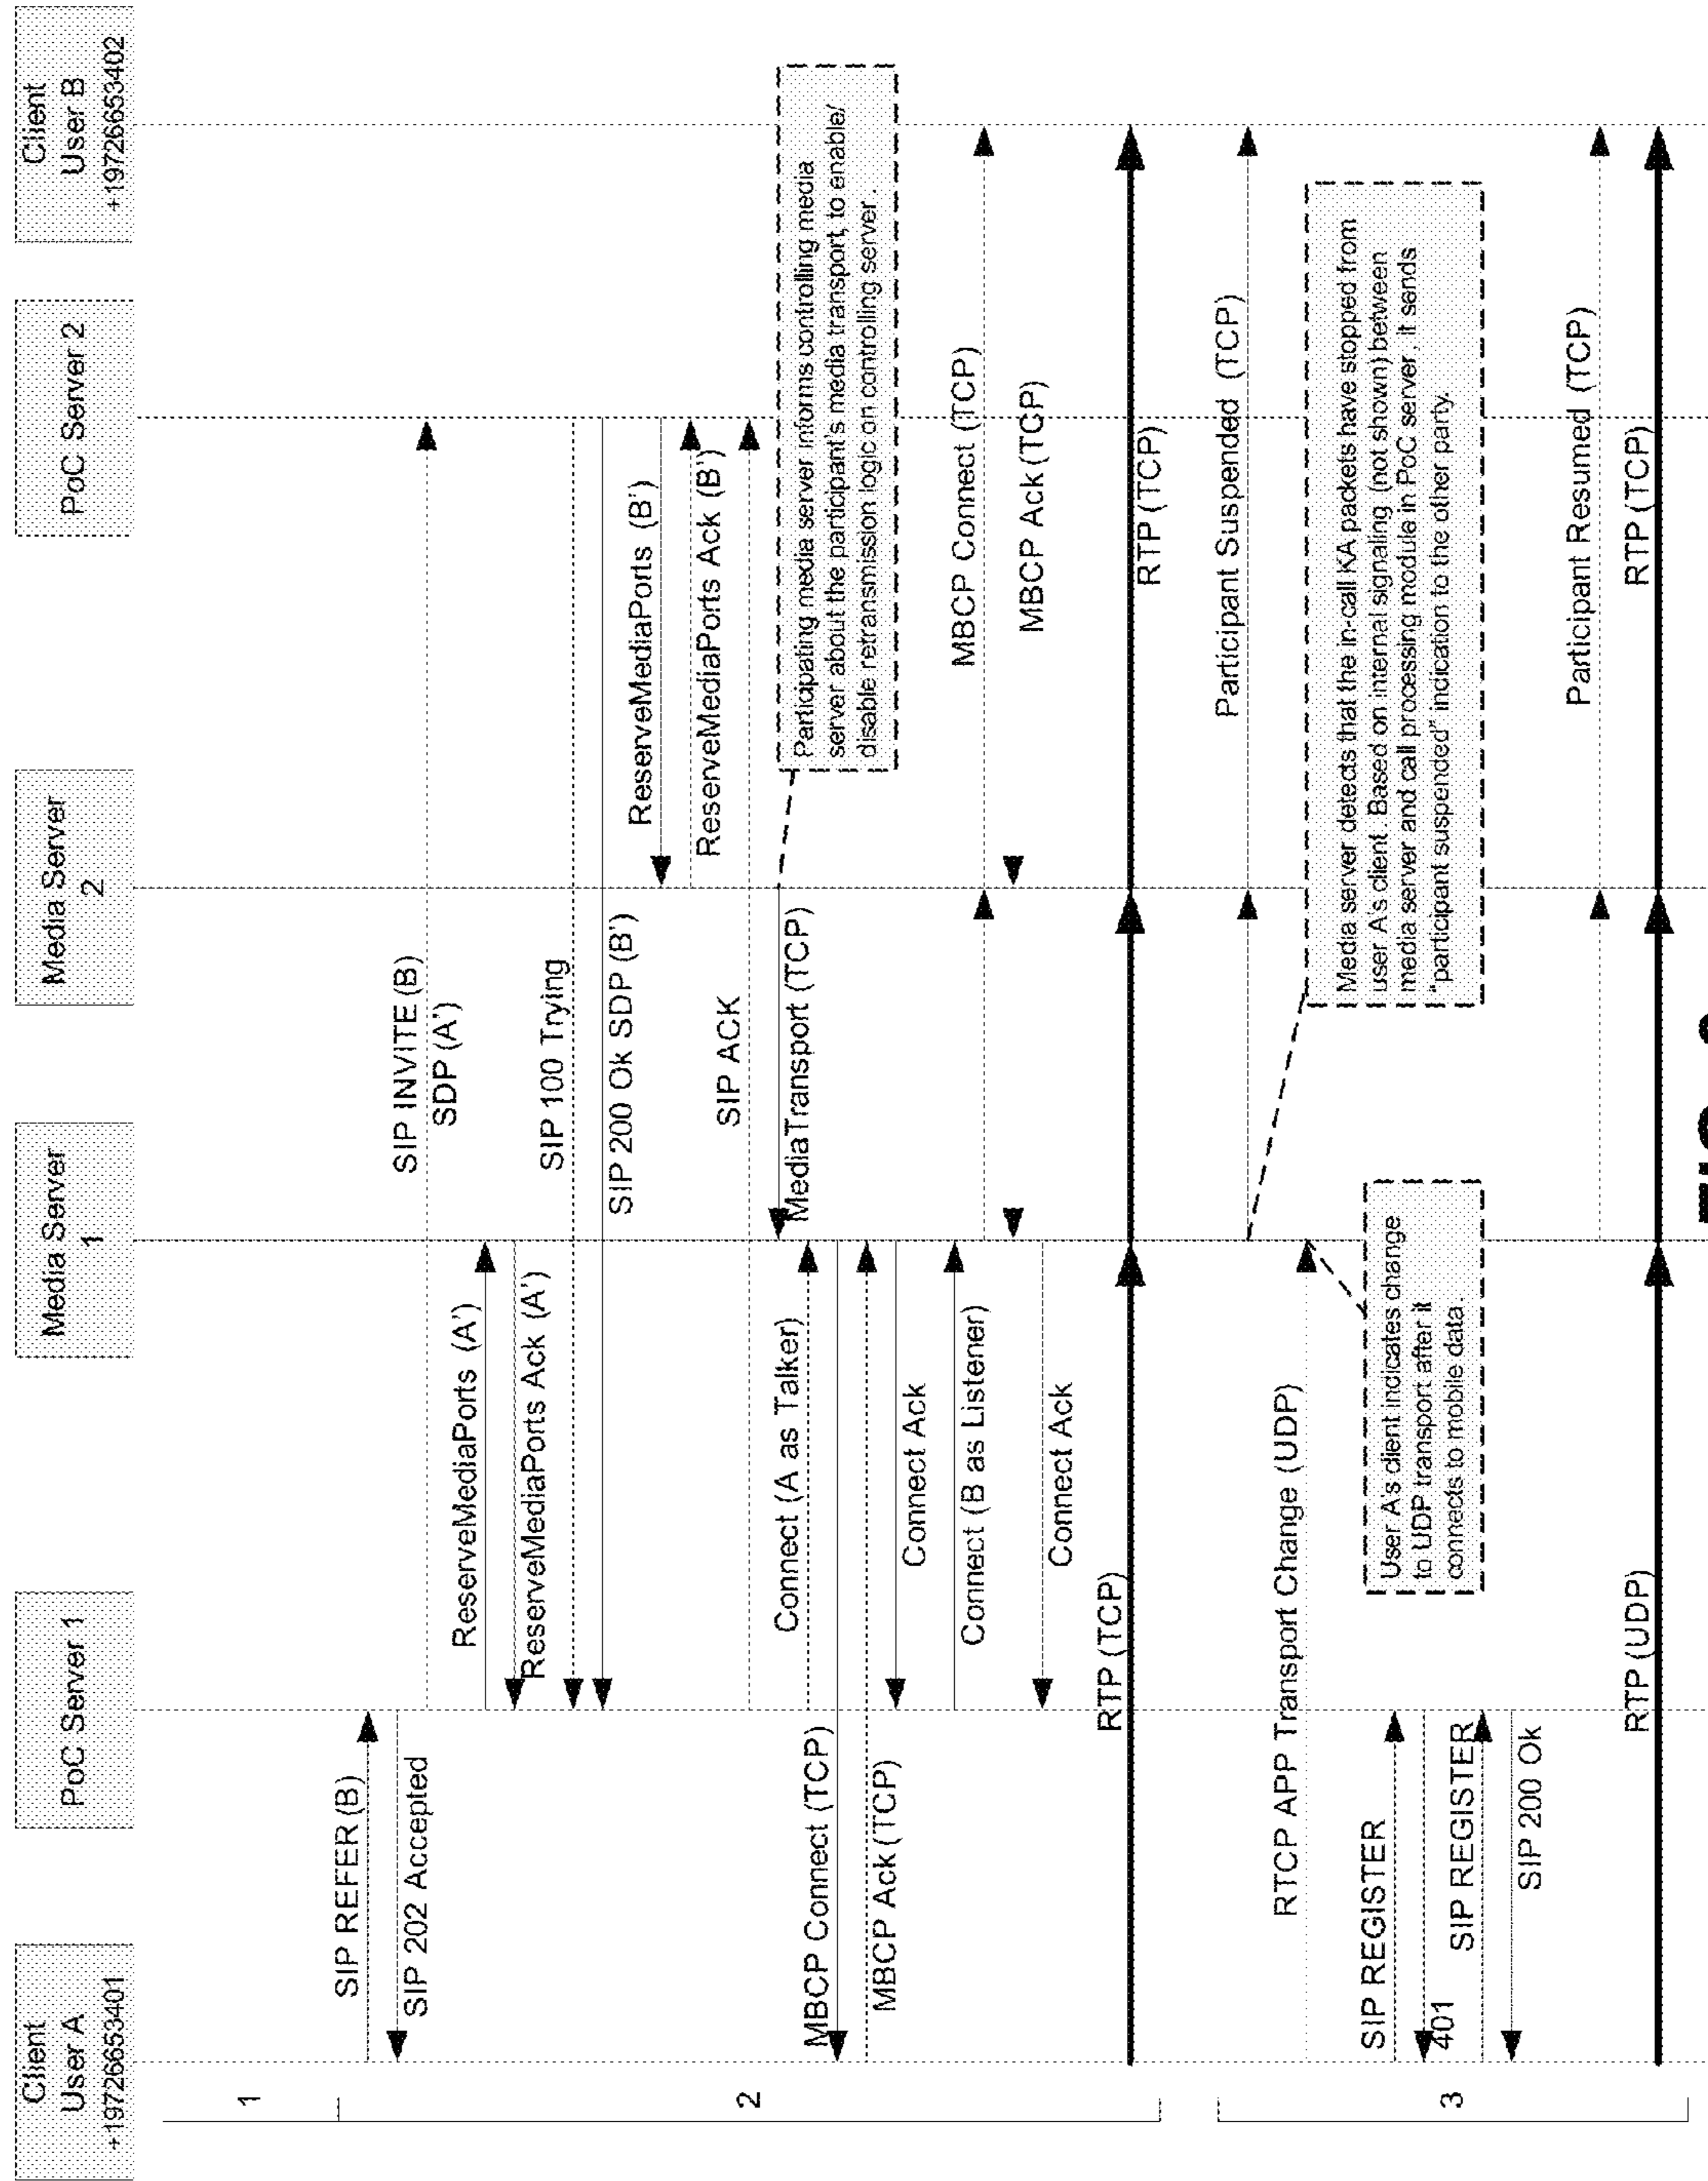 Client
User A
+19726653401
PoC Server 1
Media Server
1
Media Server
2
PoC Server 2
Client
User B
+19726653402
1
2
SIP REFER (B)
SIP 202 Accepted
SIP INVITE (B)
SDP (A')
ReserveMediaPorts (A')
ReserveMediaPorts Ack (A')
SIP 100 Trying
SIP 200 Ok SDP (B')
ReserveMediaPorts (B')
ReserveMediaPorts Ack (B')
SIP ACK
MediaTransport (TCP)
Participating media server informs controlling media
server about the participant's media transport, to enable/
disable retransmission logic on controlling server .
Connect (A as Talker)
MBCP Connect (TCP)
MBCP Ack (TCP)
Connect Ack
Connect (B as Listener)
MBCP Connect (TCP)
MBCP Ack (TCP)
Connect Ack
RTP (TCP)
RTP (TCP)
3
Participant Suspended (TCP)
RTCP APP Transport Change (UDP)
Media server detects that the in-call KA packets have stopped from
user A's client. Based on internal signaling (not shown) between
media server and call processing module in PoC server, it sends
"participant suspended" indication to the other party.
User A's client indicates change
to UDP transport after it
connects to mobile data.
SIP REGISTER
401
SIP REGISTER
SIP 200 Ok
Participant Resumed (TCP)
RTP (UDP)
RTP (TCP)